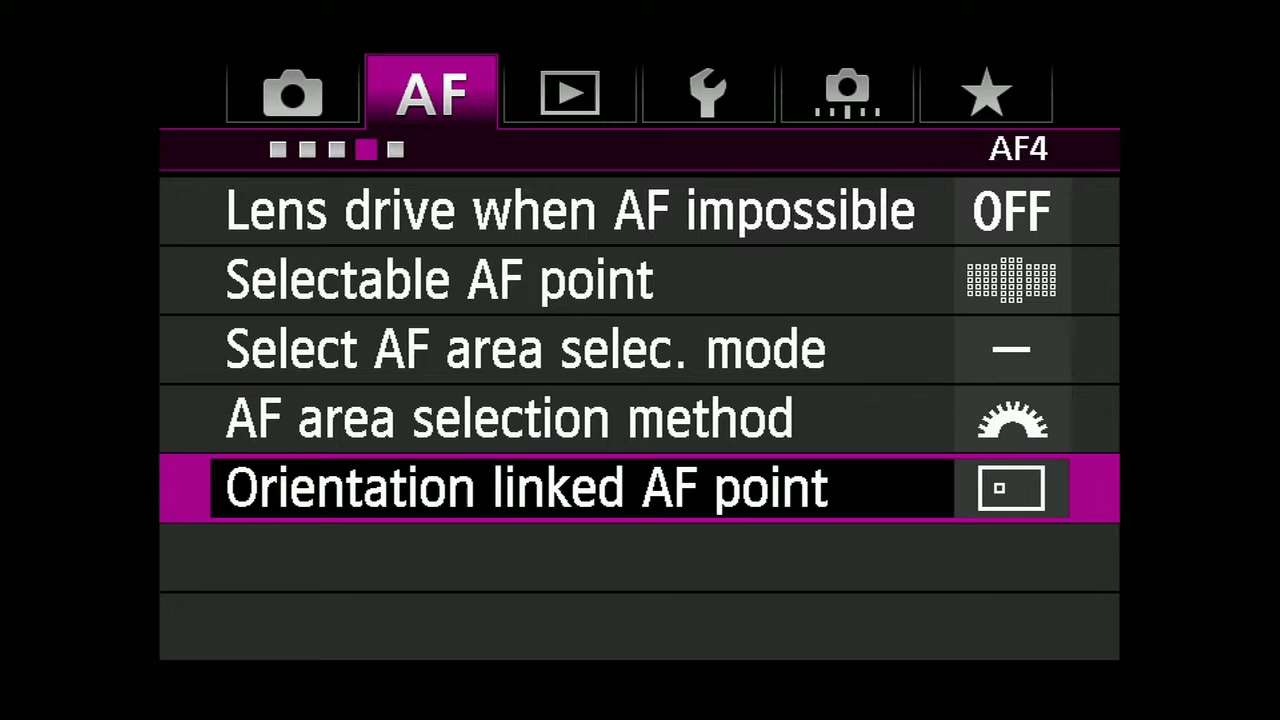 AF
AF4
Lens drive when AF impossible OFF
Selectable AF point
Select AF area selec. mode
AF area selection method
Orientation linked AF point